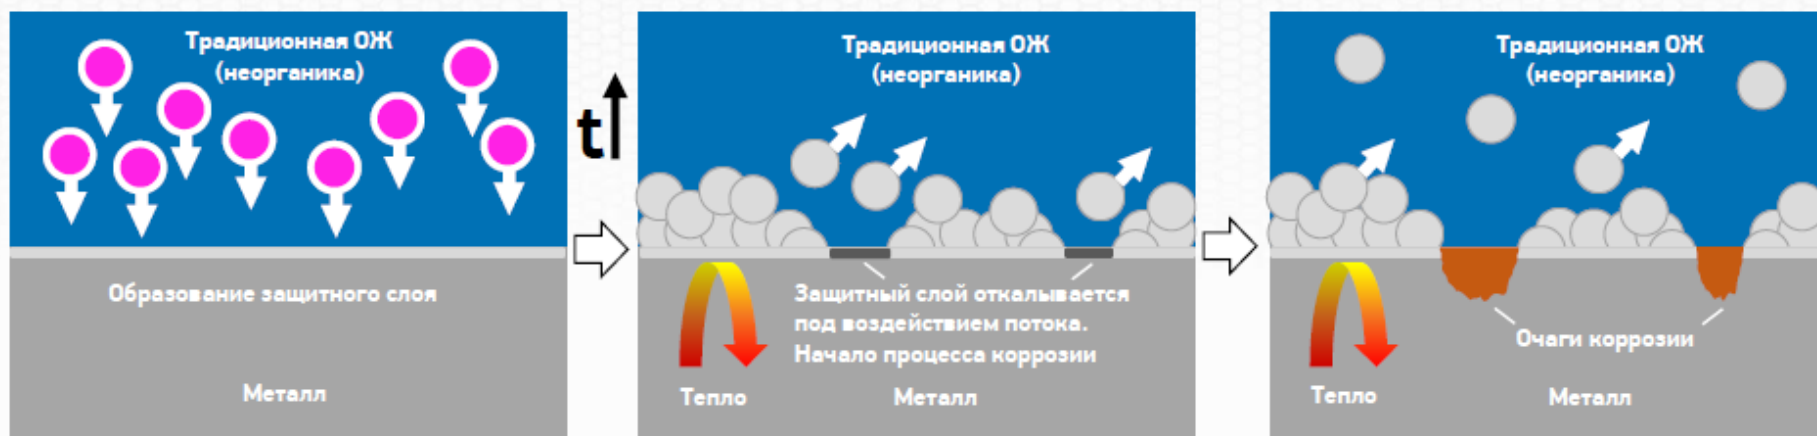 Традиционная ОЖ
(неорганика)
Образование защитного слоя
Металл
t
Традиционная ОЖ
(неорганика)
Защитный слой откалывается
под воздействием потока.
Начало процесса коррозии
Тепло
Металл
Традиционная ОЖ
(неорганика)
Очаги коррозии
Тепло
Металл